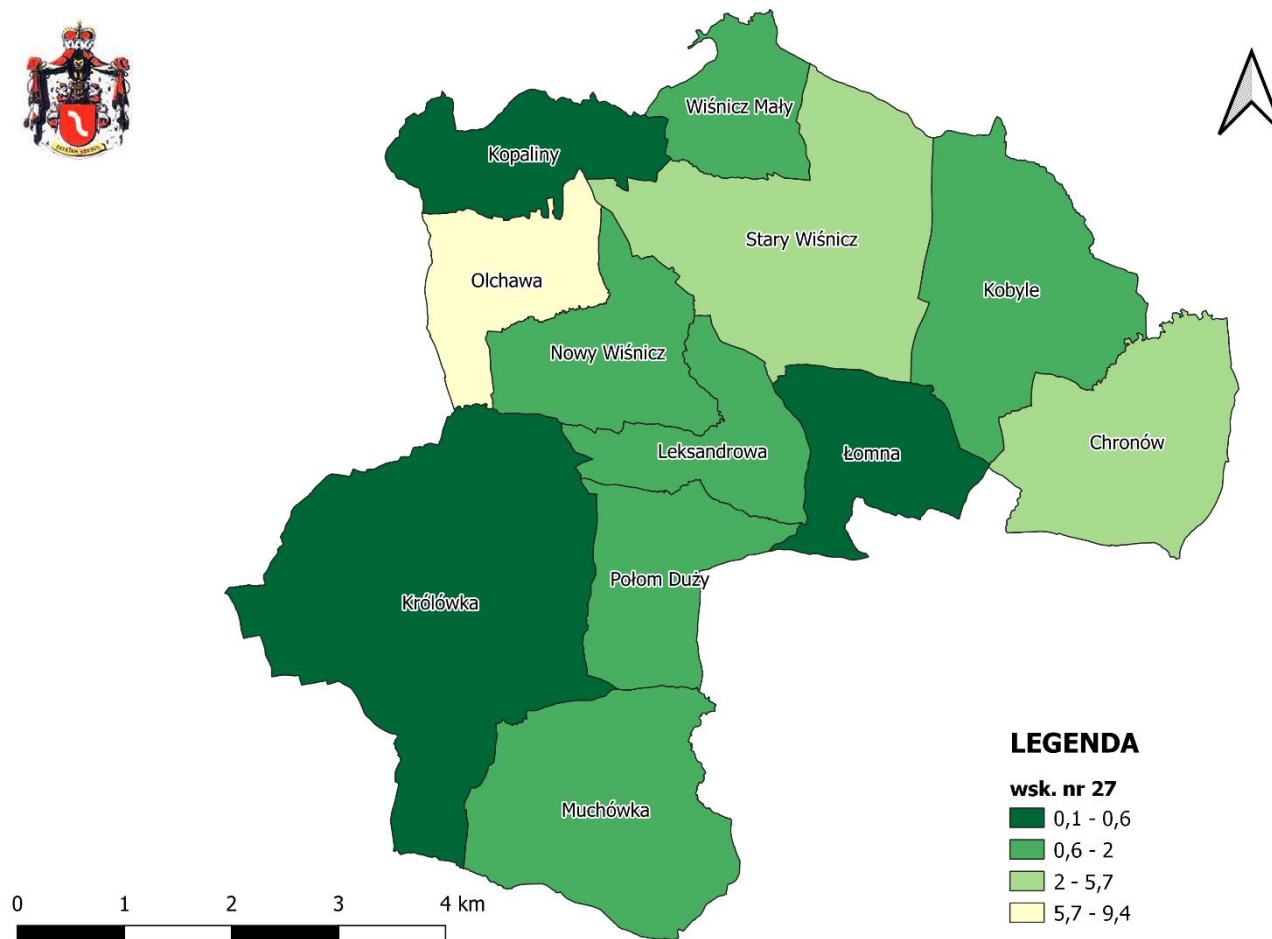 Wiśnicz Mały
Kopaliny
Stary Wiśnicz
Olchawa
Kobyle
Nowy Wiśnicz
Chronów
Leksandrowa
Łomna
Połom Duży
Królówka
Muchówka
LEGENDA
wsk. nr 27
0,1 - 0,6
0,6 - 2
2 - 5,7
5,7 - 9,4
0 1 2 3 4 km